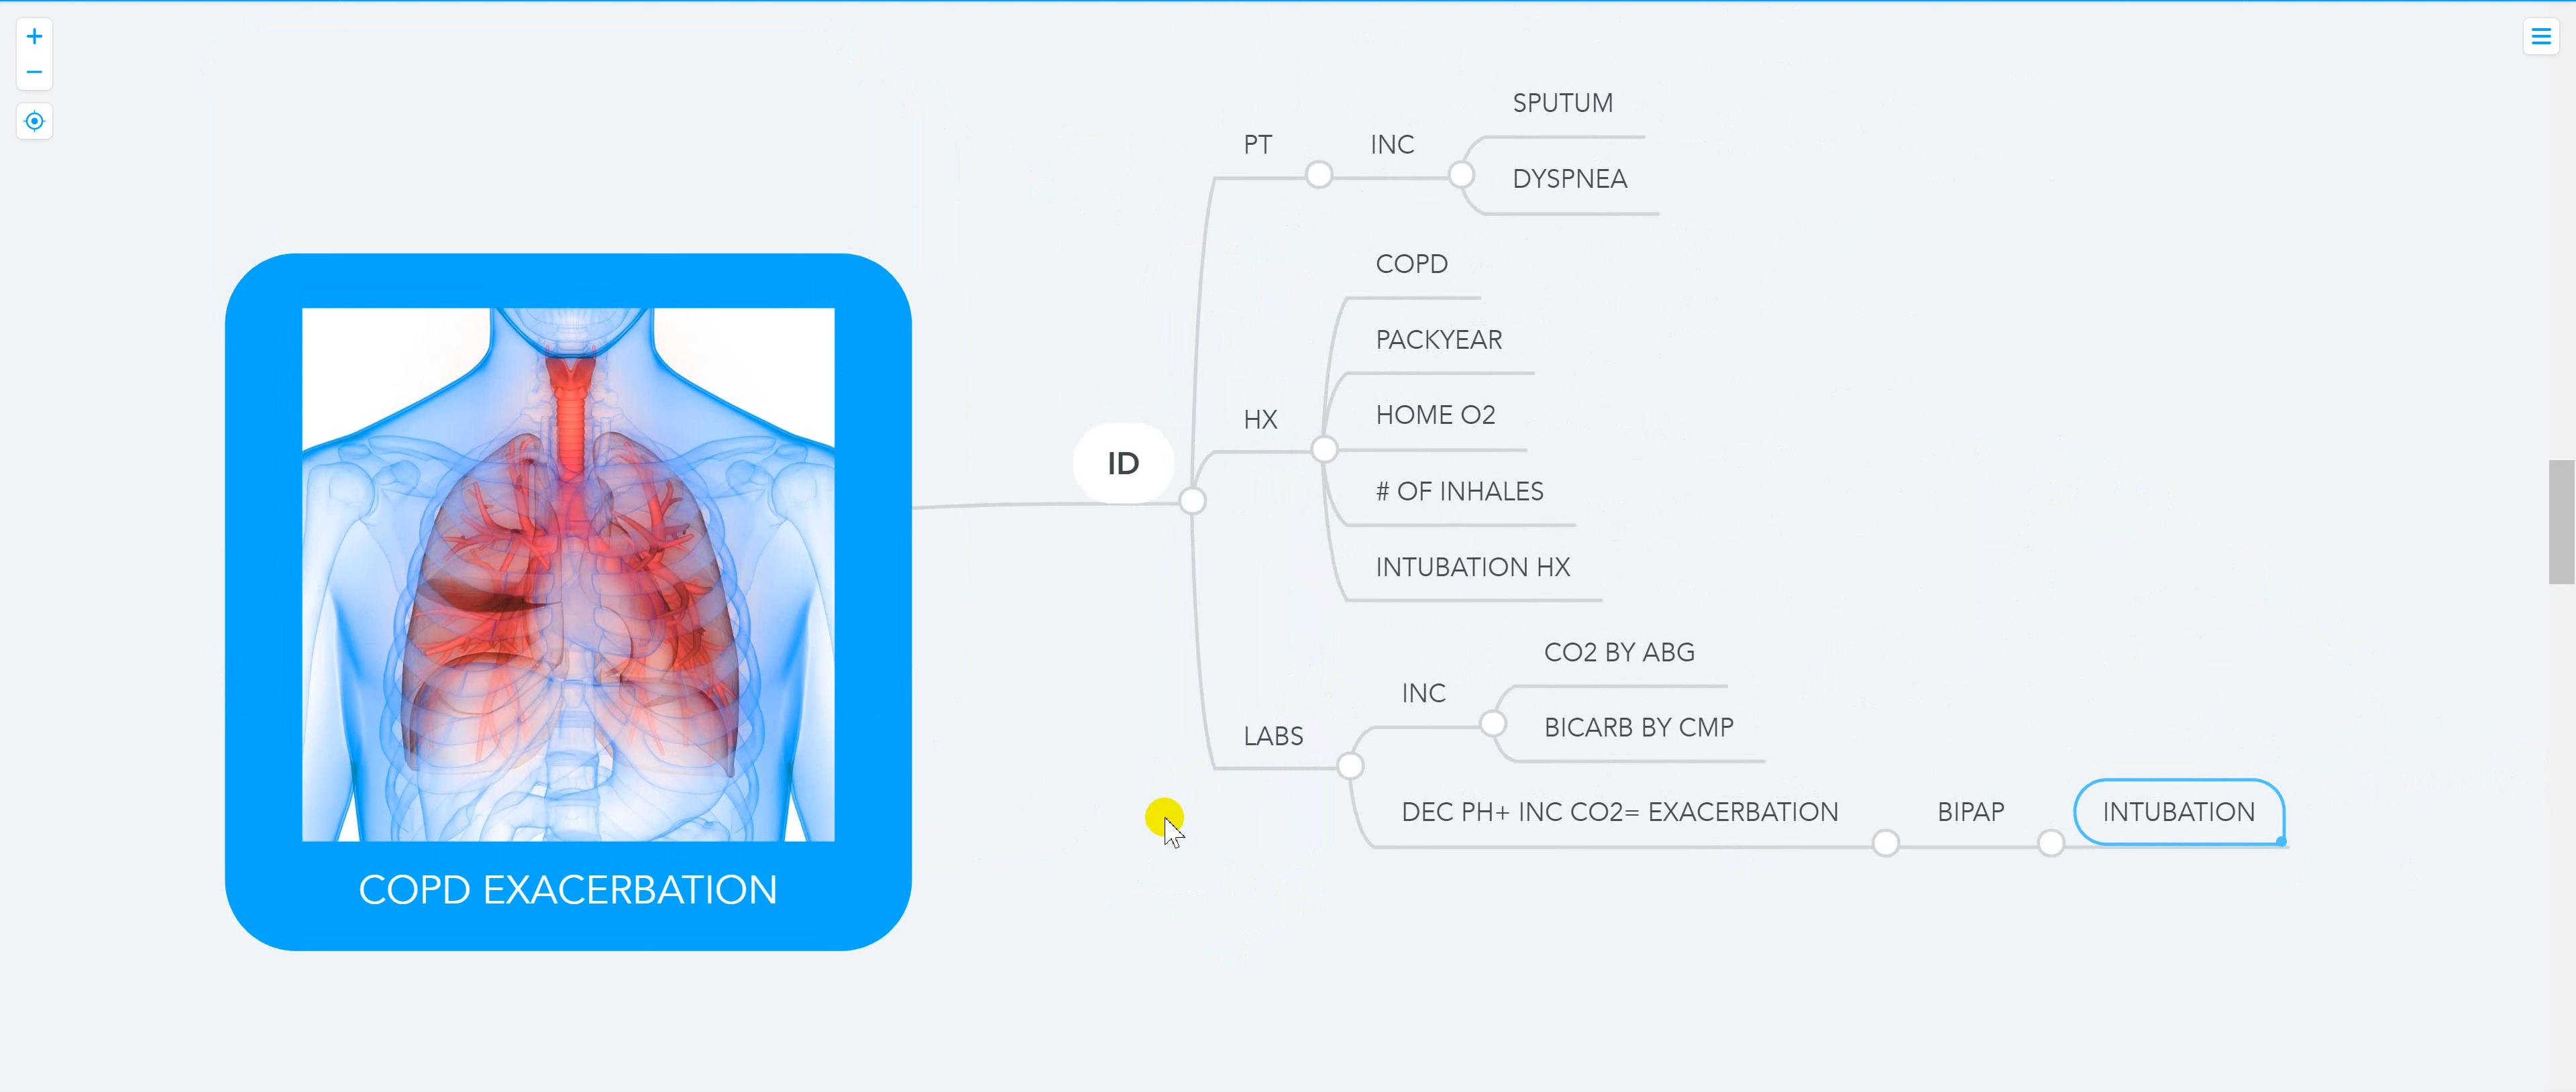 SPUTUM
PT
INC
DYSPNEA
COPD
PACKYEAR
HOME O2
HX
ID
# OF INHALES
INTUBATION HX
CO2 BY ABG
INC
BICARB BY CMP
LABS
DEC PH+ INC CO2= EXACERBATION
BIPAP
INTUBATION
COPD EXACERBATION